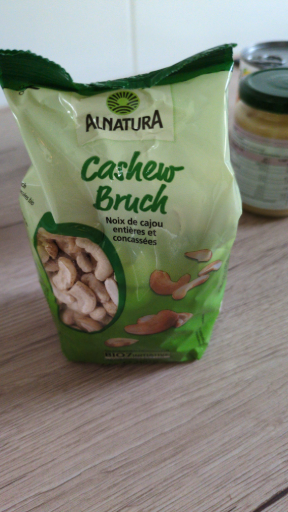 ALNATURA
Cashew
Bruch
Noix de cajou
entières et
concassées